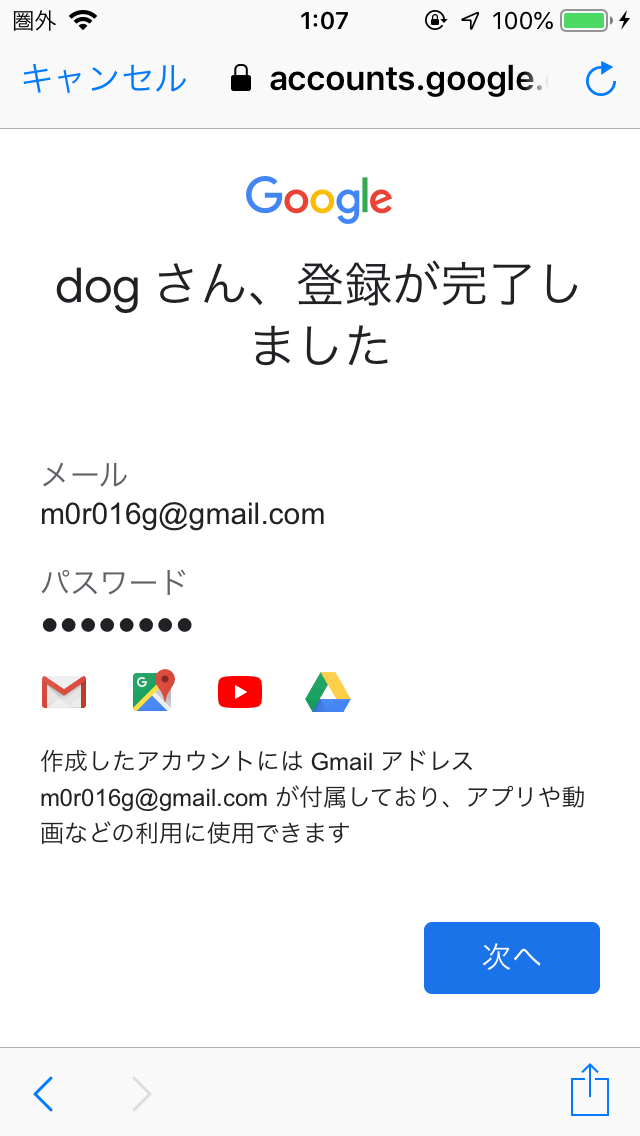 圏外 1:07 100%
キャンセル accounts.google.
Google
dog さん、登録が完了し
ました
メール
m0r016g@gmail.com
パスワード
●●●●●●●●
作成したアカウントには Gmail アドレス
m0r016g@gmail.com が付属しており、アプリや動
画などの利用に使用できます
次へ